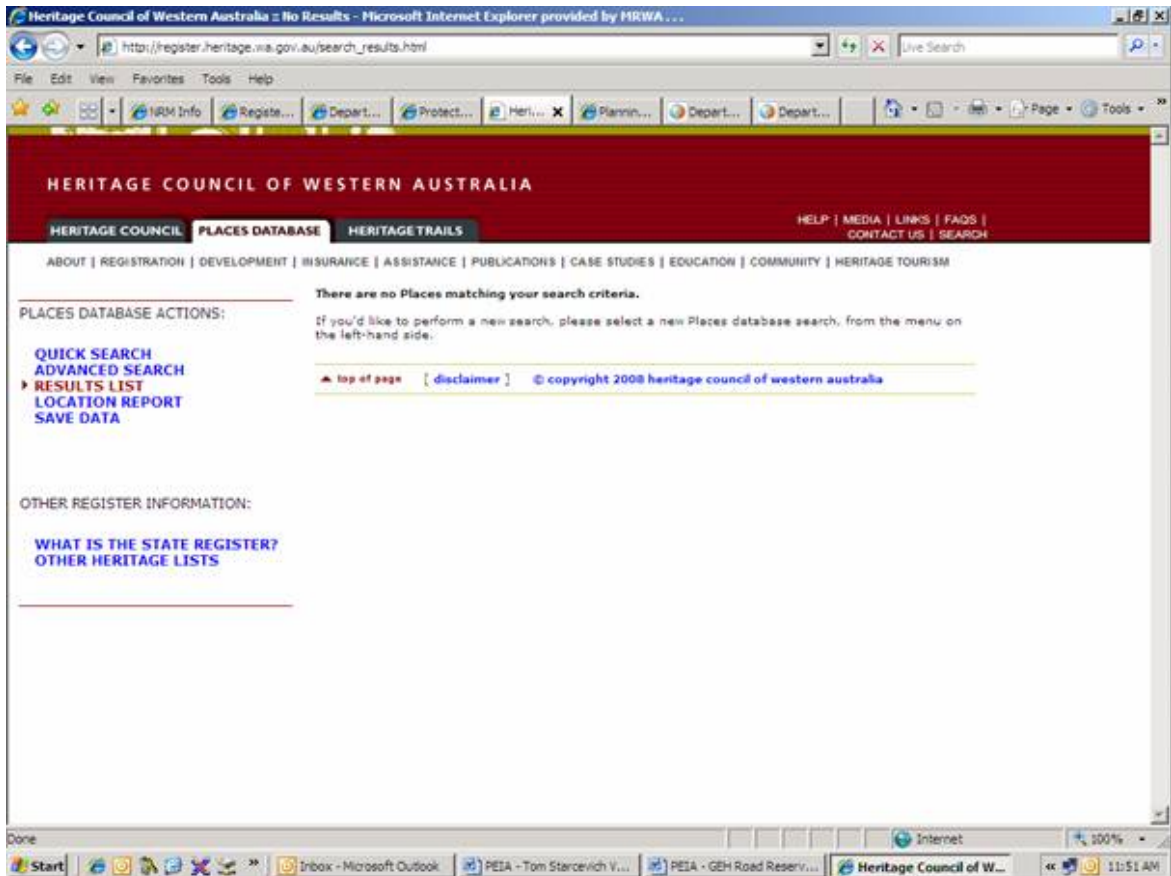 Heritage Council of Western Australia :: No Results - Microsoft Internet Explorer provided by MRWA . . .
http://register.heritage.wa.gov.au/search_results.html
Live Search
File Edit View Favorites Tools Help
NRM Info Registe... Depart... Protect... Heri... Plannin... Depart... Depart... Page Tools
HERITAGE COUNCIL OF WESTERN AUSTRALIA
HELP | MEDIA | LINKS | FAQS |
CONTACT US | SEARCH
HERITAGE COUNCIL PLACES DATABASE HERITAGE TRAILS
ABOUT | REGISTRATION | DEVELOPMENT | INSURANCE | ASSISTANCE | PUBLICATIONS | CASE STUDIES | EDUCATION | COMMUNITY | HERITAGE TOURISM
PLACES DATABASE ACTIONS:
QUICK SEARCH
ADVANCED SEARCH
RESULTS LIST
LOCATION REPORT
SAVE DATA
OTHER REGISTER INFORMATION:
WHAT IS THE STATE REGISTER?
OTHER HERITAGE LISTS
There are no Places matching your search criteria.
If you'd like to perform a new search, please select a new Places database search, from the menu on
the left-hand side.
top of page [ disclaimer ] © copyright 2008 heritage council of western australia
Done Internet 100%
Start Inbox - Microsoft Outlook PEIA - Tom Starcevich V... PEIA - GEH Road Reserv... Heritage Council of W... 11:51 AM